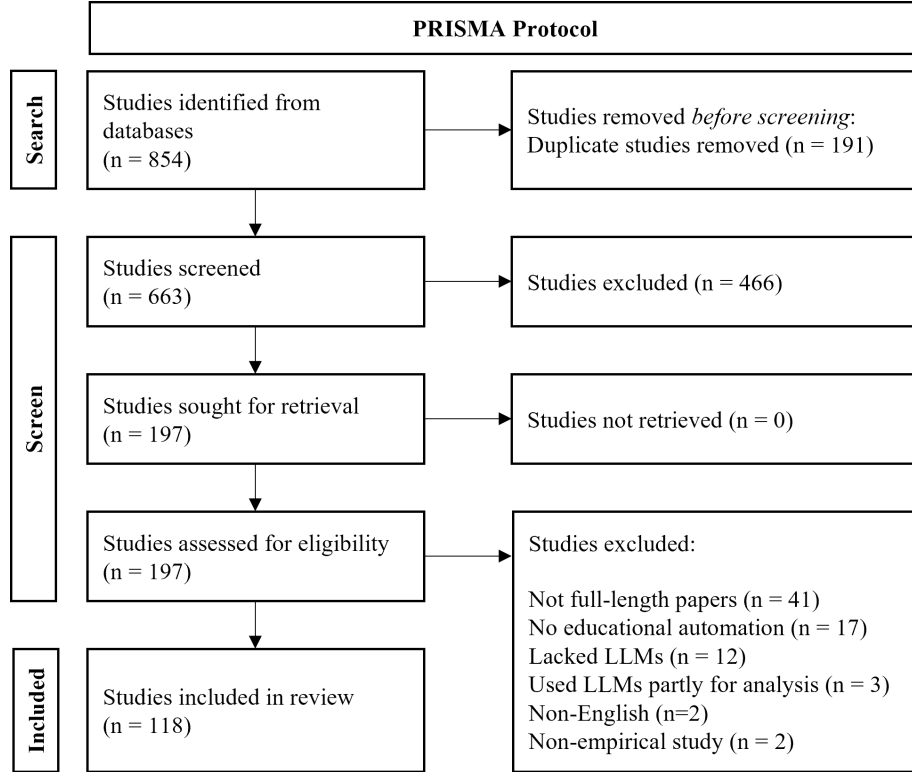 PRISMA Protocol
Search
Studies identified from
databases
(n = 854)
Studies removed before screening:
Duplicate studies removed (n = 191)
Screen
Studies screened
(n = 663)
Studies excluded (n = 466)
Studies sought for retrieval
(n = 197)
Studies not retrieved (n = 0)
Studies assessed for eligibility
(n = 197)
Studies excluded:
Not full-length papers (n = 41)
No educational automation (n = 17)
Lacked LLMs (n = 12)
Used LLMs partly for analysis (n = 3)
Non-English (n=2)
Non-empirical study (n = 2)
Included
Studies included in review
(n = 118)